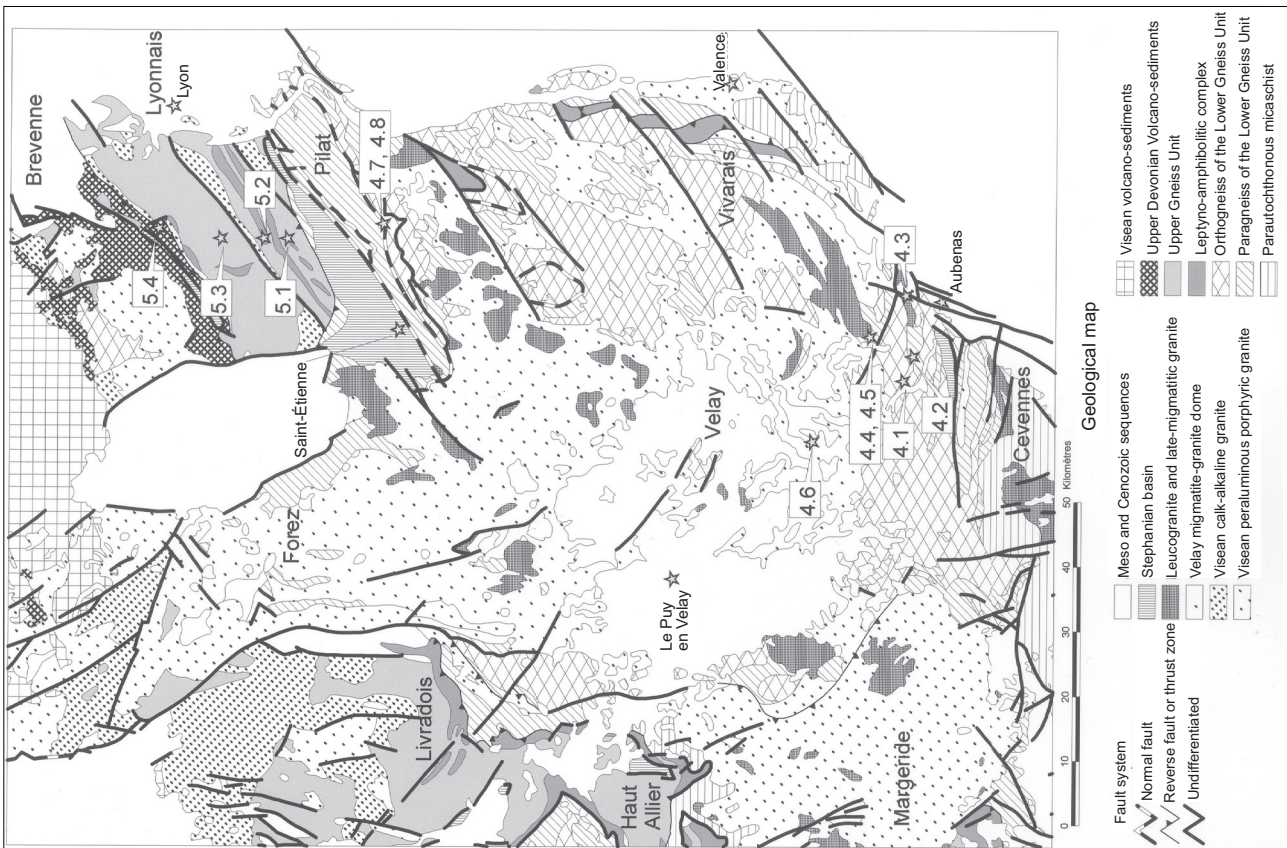 Brevenne
Lyonnais
Lyon
5.4
5.3
5.2
5.1
Pilat
4.7, 4.8
Saint-Étienne
Forez
Livradois
Vivarais
Valence
Velay
Le Puy
en Velay
Haut
Allier
4.6
4.4, 4.5
4.3
4.1
4.2
Aubenas
Margeride
Cevennes
0 10 20 30 40 50 Kilomètres
Geological map
Fault system
Normal fault
Reverse fault or thrust zone
Undifferentiated
Meso and Cenozoic sequences
Stephanian basin
Leucogranite and late-migmatitic granite
Velay migmatite-granite dome
Visean calk-alkaline granite
Visean peraluminous porphyric granite
Visean volcano-sediments
Upper Devonian Volcano-sediments
Upper Gneiss Unit
Leptyno-amphibolitic complex
Orthogneiss of the Lower Gneiss Unit
Paragneiss of the Lower Gneiss Unit
Parautochthonous micaschist